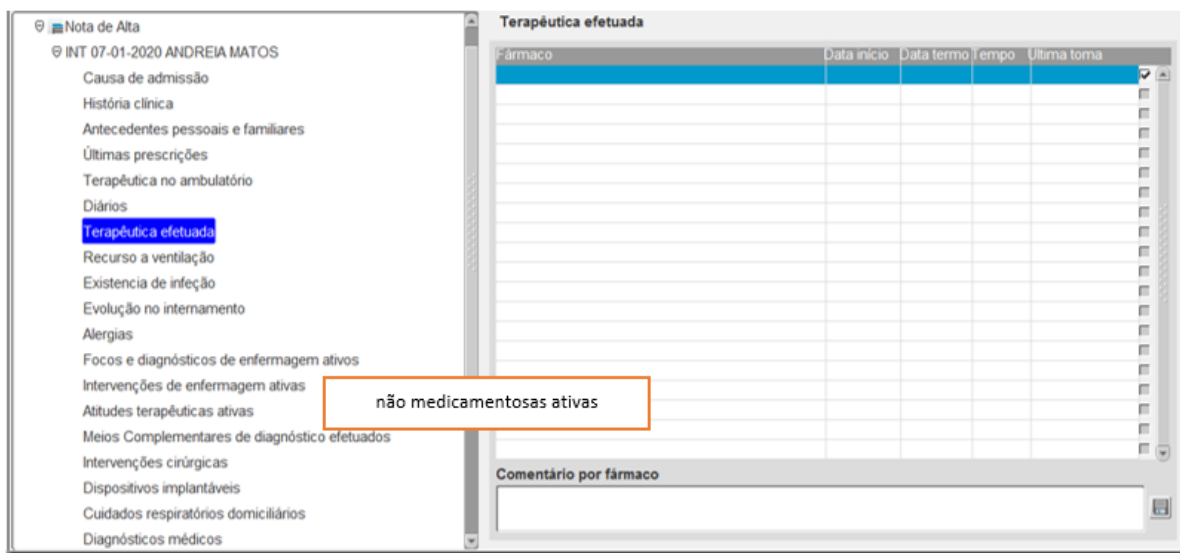 Nota de Alta
INT 07-01-2020 ANDREIA MATOS
Causa de admissão
História clínica
Antecedentes pessoais e familiares
Últimas prescrições
Terapêutica no ambulatório
Diários
Terapêutica efetuada
Recurso a ventilação
Existencia de infeção
Evolução no internamento
Alergias
Focos e diagnósticos de enfermagem ativos
Intervenções de enfermagem ativas
Atitudes terapêuticas ativas
Meios Complementares de diagnóstico efetuados
Intervenções cirúrgicas
Dispositivos implantáveis
Cuidados respiratórios domiciliários
Diagnósticos médicos
não medicamentosas ativas
Terapêutica efetuada
Fármaco Data início Data termo Tempo Última toma
Comentário por fármaco